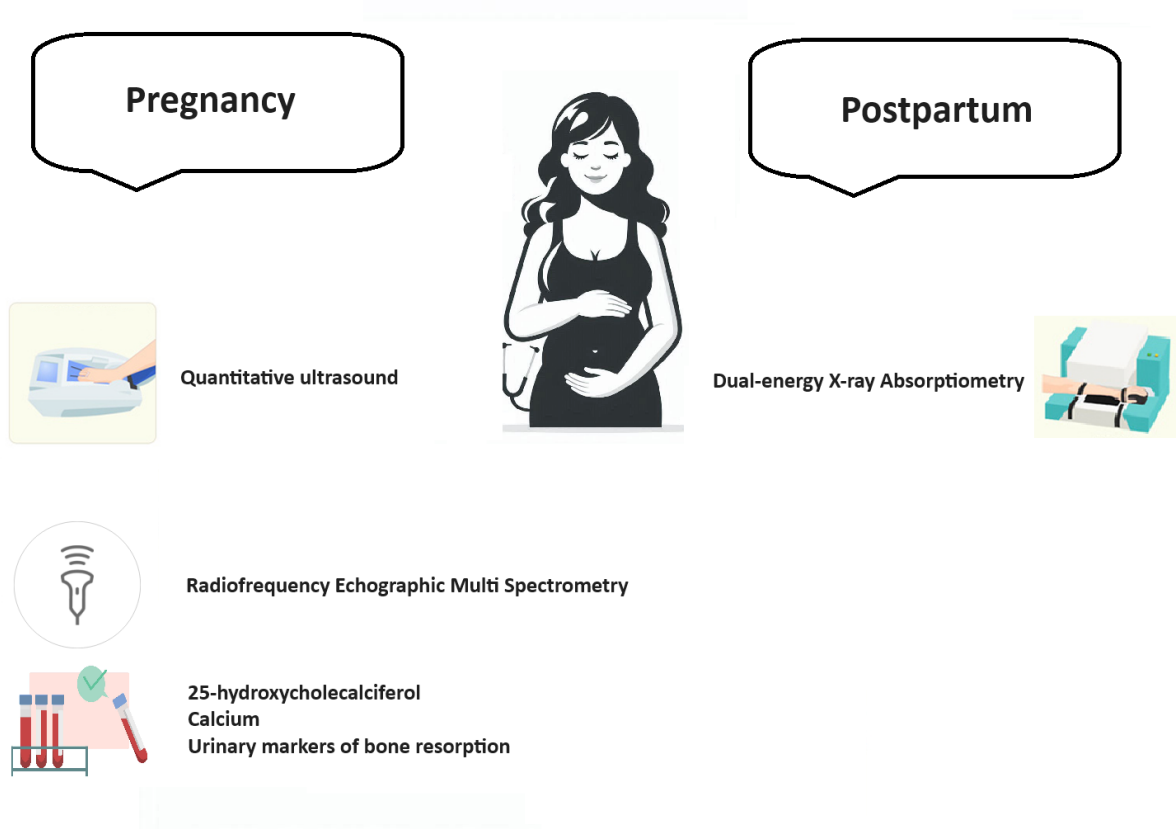 Pregnancy
Postpartum
Quantitative ultrasound
Dual-energy X-ray Absorptiometry
Radiofrequency Echographic Multi Spectrometry
25-hydroxycholecalciferol
Calcium
Urinary markers of bone resorption